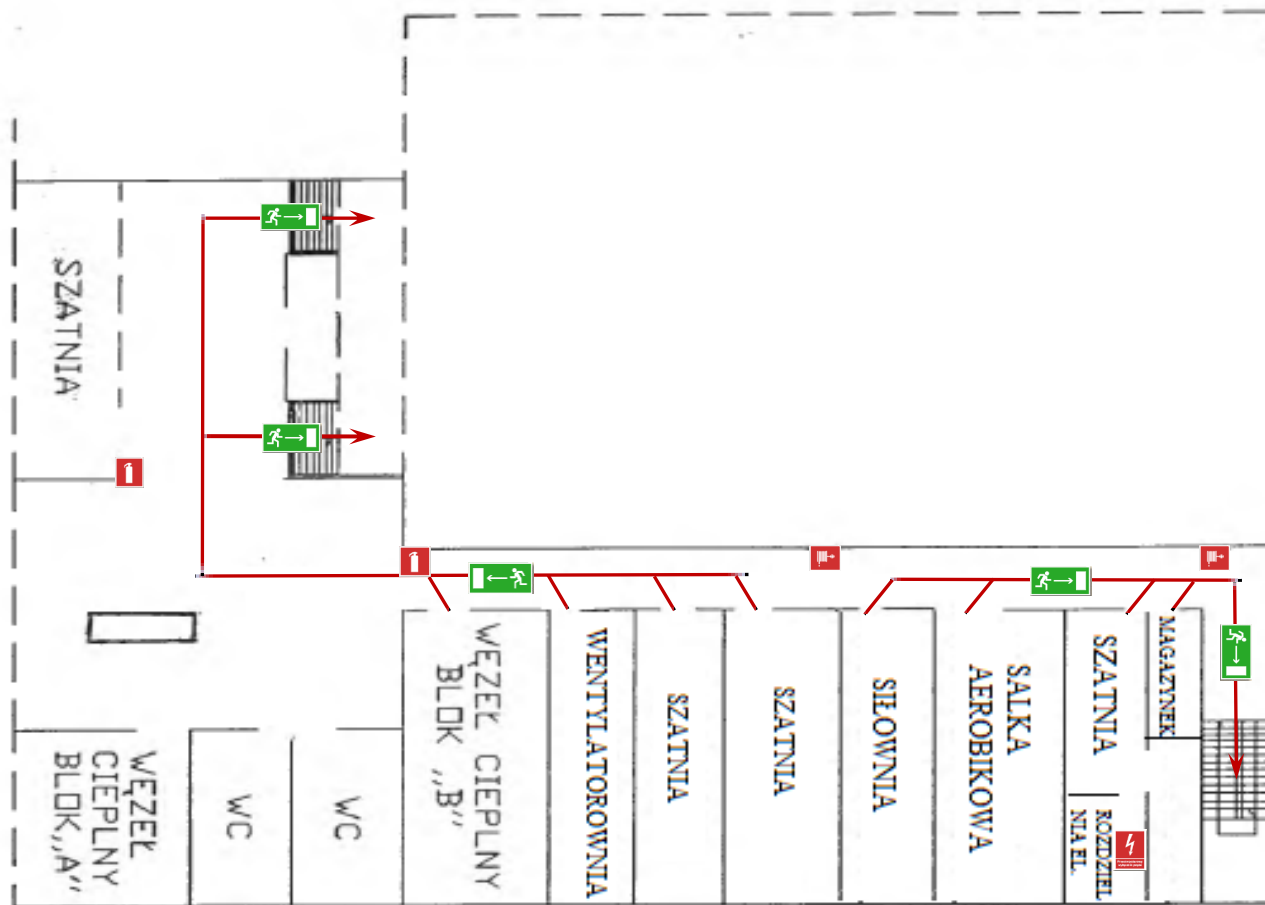 SZATNIA
WĘZEŁ
CIEPLNY
BLOK„A"
WC
WC
WĘZEŁ CIEPLNY
BLOK „B"
WENTYLATOROWNIA
SZATNIA
SZATNIA
SIŁOWNIA
SALKA
AEROBIKOWA
SZATNIA
ROZDZIEL
NIA EL.
MAGAZYNEK